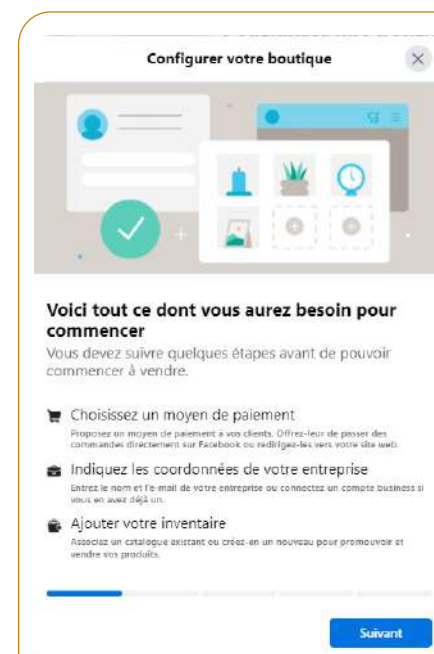 Configurer votre boutique
Voici tout ce dont vous aurez besoin pour
commencer
Vous devez suivre quelques étapes avant de pouvoir
commencer à vendre.
Choisissez un moyen de paiement
Proposez un moyen de paiement à vos clients. Offrez-leur de passer des
commandes directement sur Facebook ou redirigez-les vers votre site web.
Indiquez les coordonnées de votre entreprise
Entrez le nom et l'e-mail de votre entreprise ou connectez un compte business si
vous en avez déjà un.
Ajouter votre inventaire
Associez un catalogue existant ou créez-en un nouveau pour promouvoir et
vendre vos produits.
Suivant